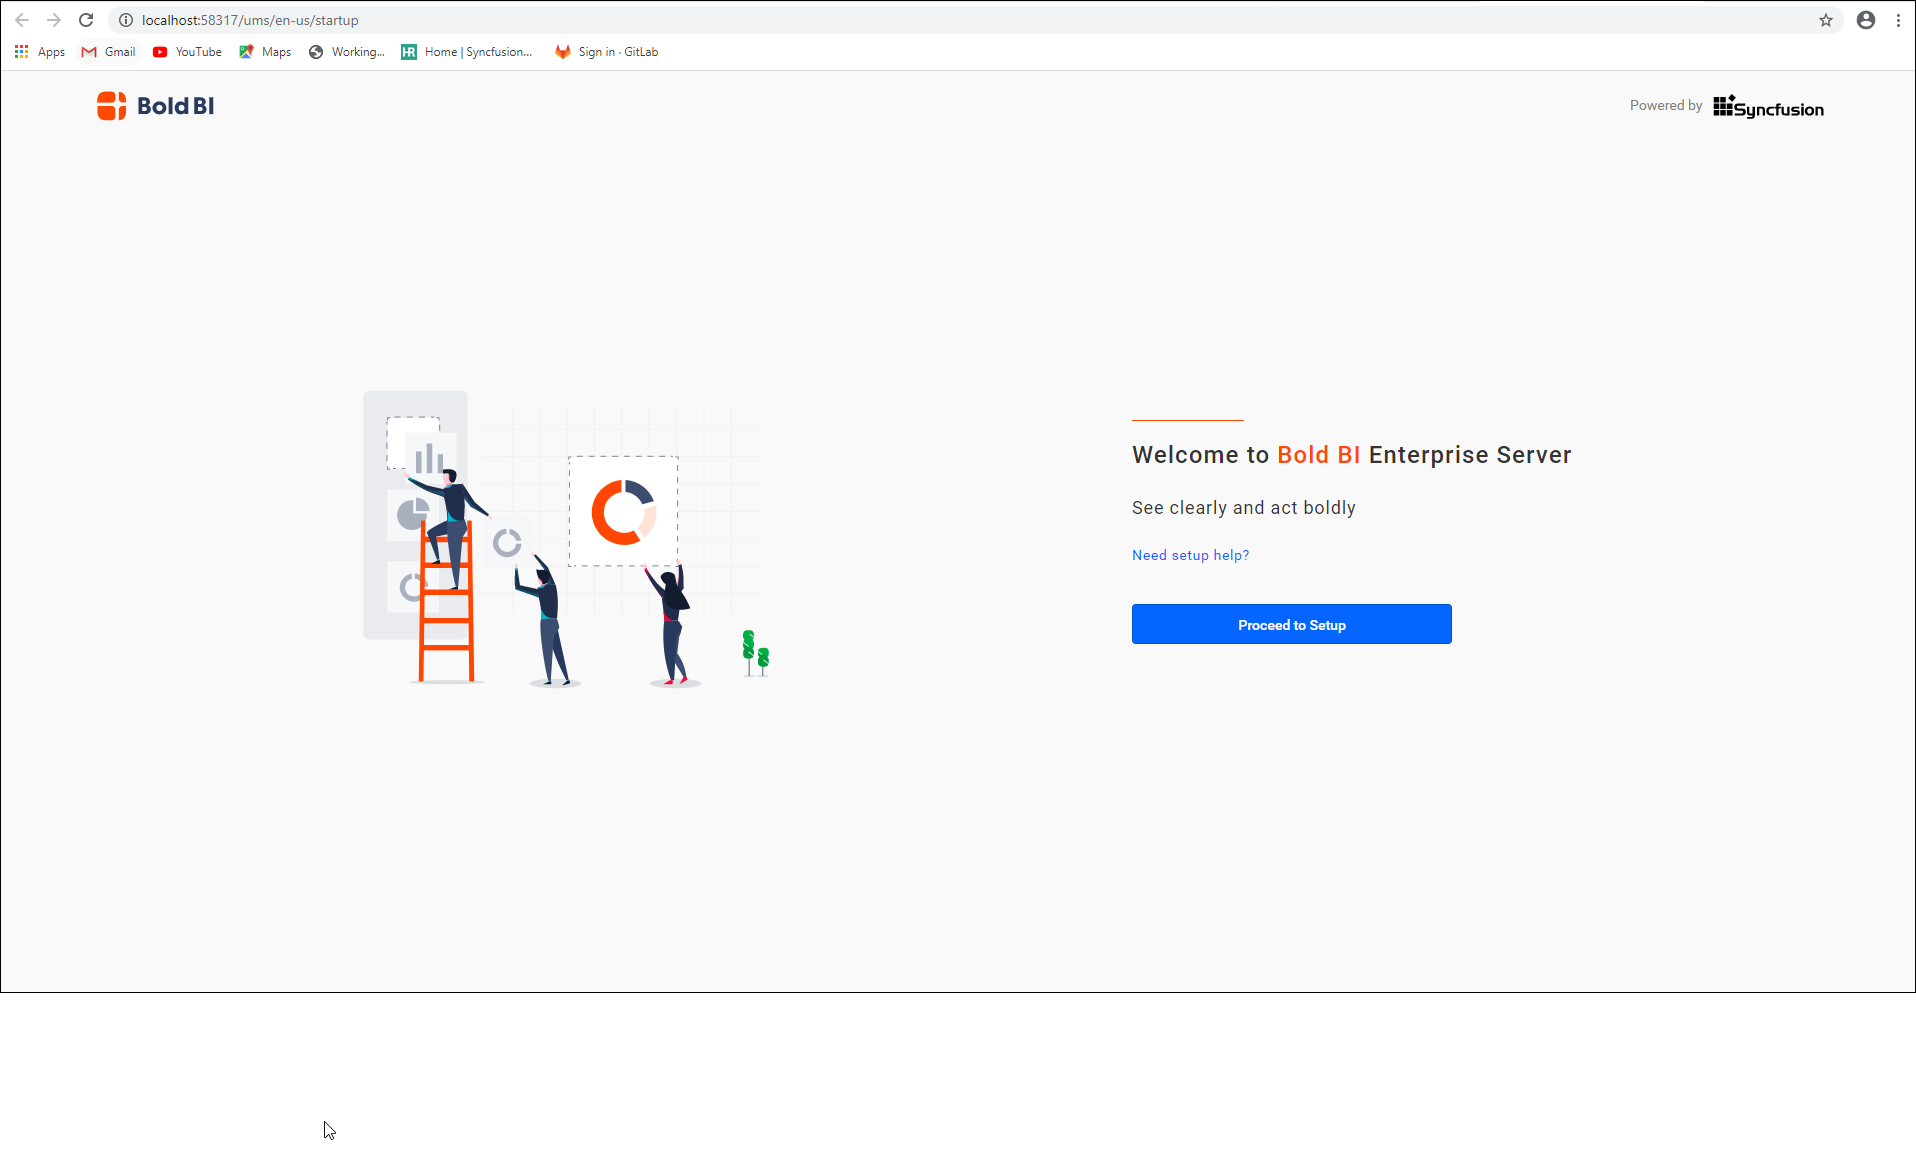 localhost:58317/ums/en-us/startup
Apps Gmail YouTube Maps Working... HR Home | Syncfusion... Sign in · GitLab
Bold BI
Powered by Syncfusion
Welcome to Bold BI Enterprise Server
See clearly and act boldly
Need setup help?
Proceed to Setup